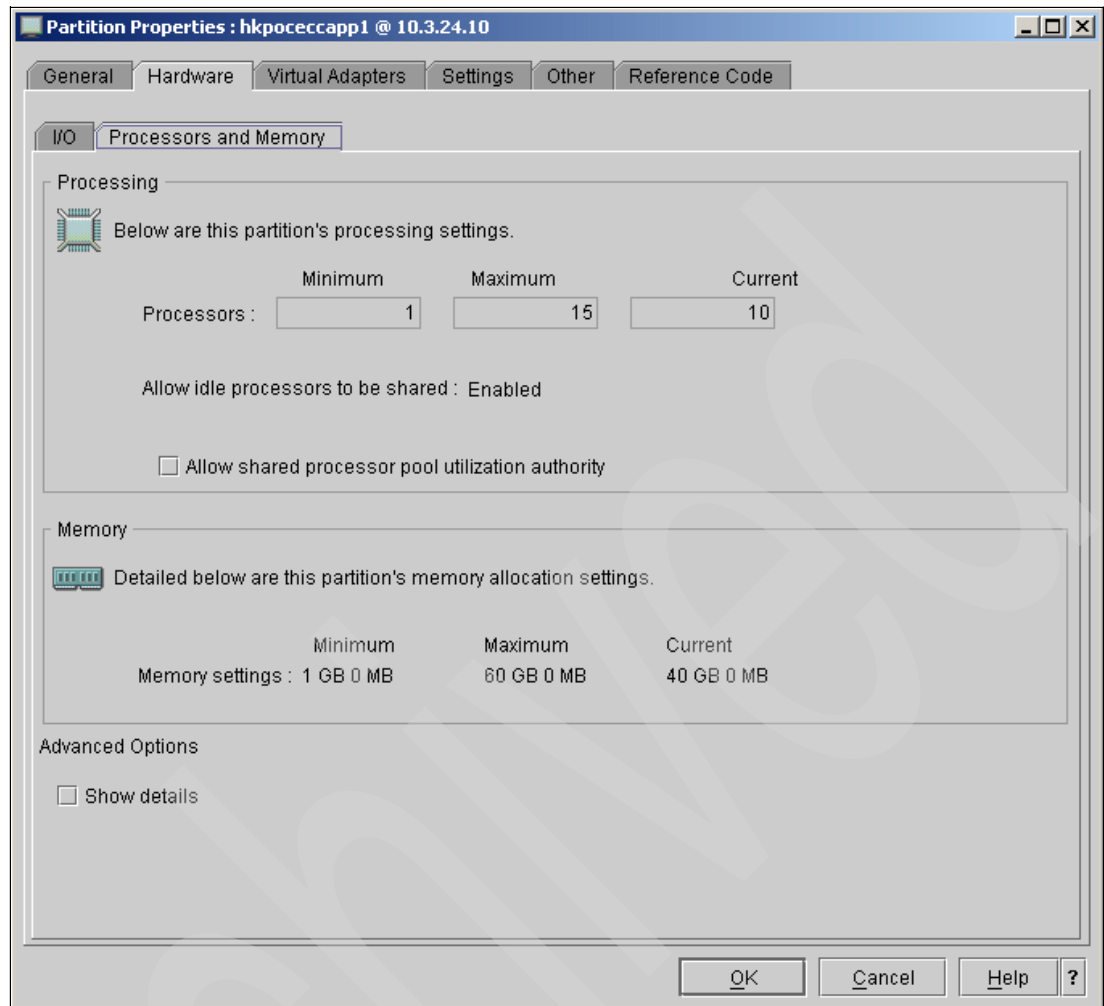 Partition Properties : hkpoceccapp1 @ 10.3.24.10
General Hardware Virtual Adapters Settings Other Reference Code
I/O Processors and Memory
Processing
Below are this partition's processing settings.
Minimum Maximum Current
Processors : 1 15 10
Allow idle processors to be shared : Enabled
Allow shared processor pool utilization authority
Memory
Detailed below are this partition's memory allocation settings.
Minimum Maximum Current
Memory settings : 1 GB 0 MB 60 GB 0 MB 40 GB 0 MB
Advanced Options
Show details
OK Cancel Help ?